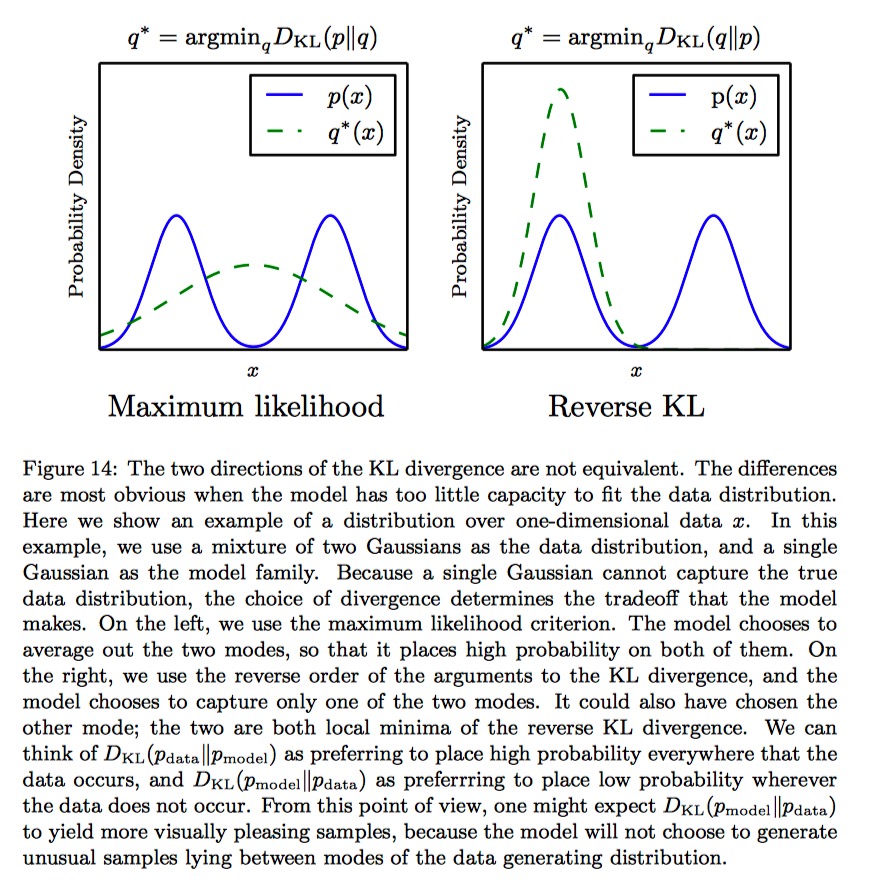 q* = argmin_q D_KL(p‖q)
q* = argmin_q D_KL(q‖p)
p(x)
q*(x)
p(x)
q*(x)
Probability Density
Probability Density
x
x
Maximum likelihood
Reverse KL
Figure 14: The two directions of the KL divergence are not equivalent. The differences
are most obvious when the model has too little capacity to fit the data distribution.
Here we show an example of a distribution over one-dimensional data x. In this
example, we use a mixture of two Gaussians as the data distribution, and a single
Gaussian as the model family. Because a single Gaussian cannot capture the true
data distribution, the choice of divergence determines the tradeoff that the model
makes. On the left, we use the maximum likelihood criterion. The model chooses to
average out the two modes, so that it places high probability on both of them. On
the right, we use the reverse order of the arguments to the KL divergence, and the
model chooses to capture only one of the two modes. It could also have chosen the
other mode; the two are both local minima of the reverse KL divergence. We can
think of D_KL(p_data‖p_model) as preferring to place high probability everywhere that the
data occurs, and D_KL(p_model‖p_data) as preferrring to place low probability wherever
the data does not occur. From this point of view, one might expect D_KL(p_model‖p_data)
to yield more visually pleasing samples, because the model will not choose to generate
unusual samples lying between modes of the data generating distribution.